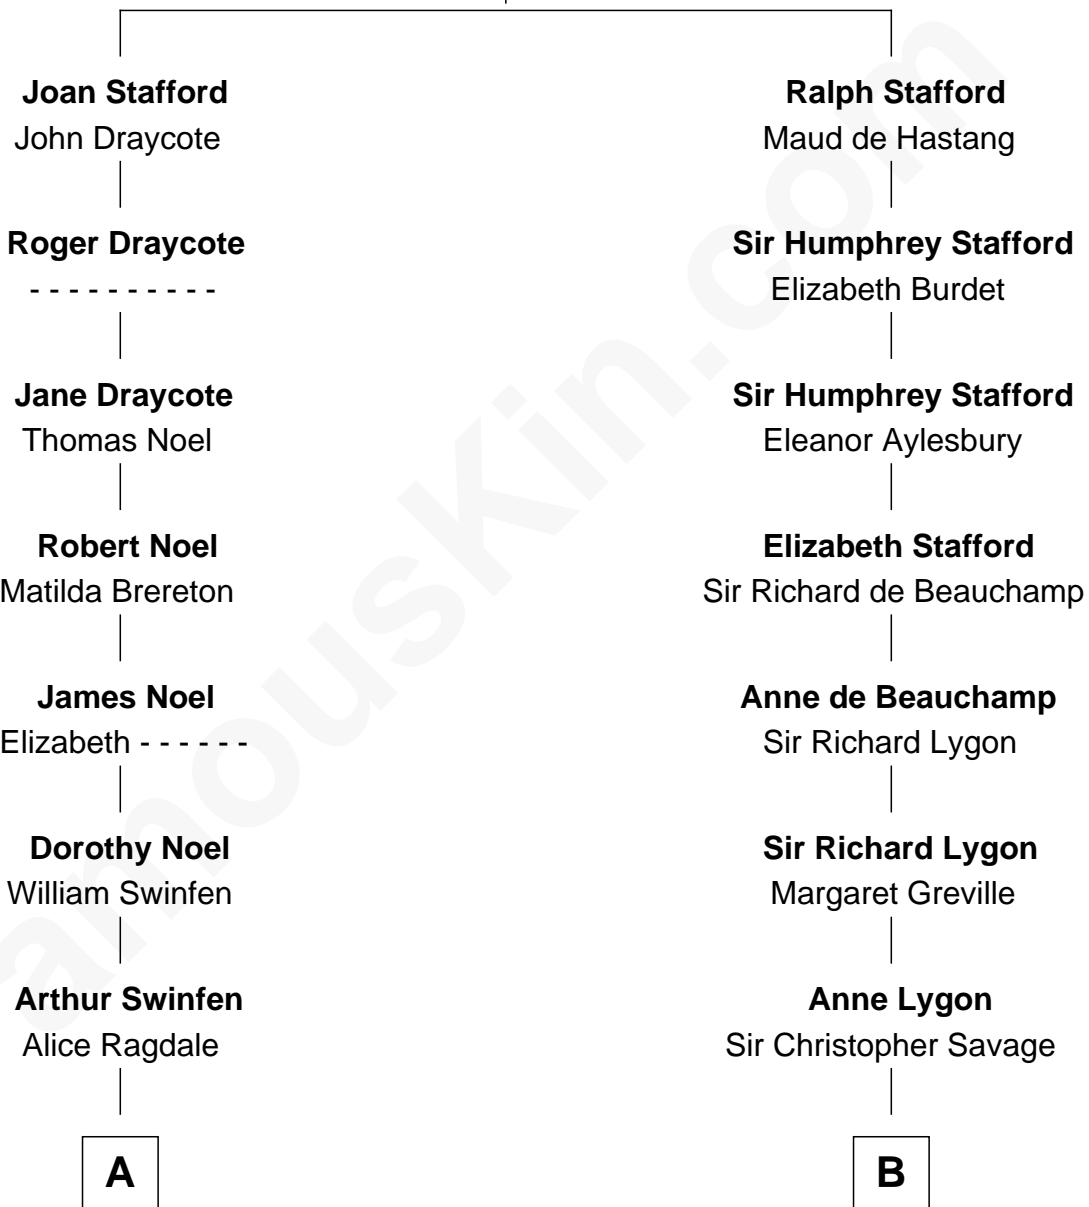 Joan Stafford
John Draycote
Roger Draycote
- - - - - - - - - -
Jane Draycote
Thomas Noel
Robert Noel
Matilda Brereton
James Noel
Elizabeth - - - - - -
Dorothy Noel
William Swinfen
Arthur Swinfen
Alice Ragdale
A
Ralph Stafford
Maud de Hastang
Sir Humphrey Stafford
Elizabeth Burdet
Sir Humphrey Stafford
Eleanor Aylesbury
Elizabeth Stafford
Sir Richard de Beauchamp
Anne de Beauchamp
Sir Richard Lygon
Sir Richard Lygon
Margaret Greville
Anne Lygon
Sir Christopher Savage
B
amousKin.com